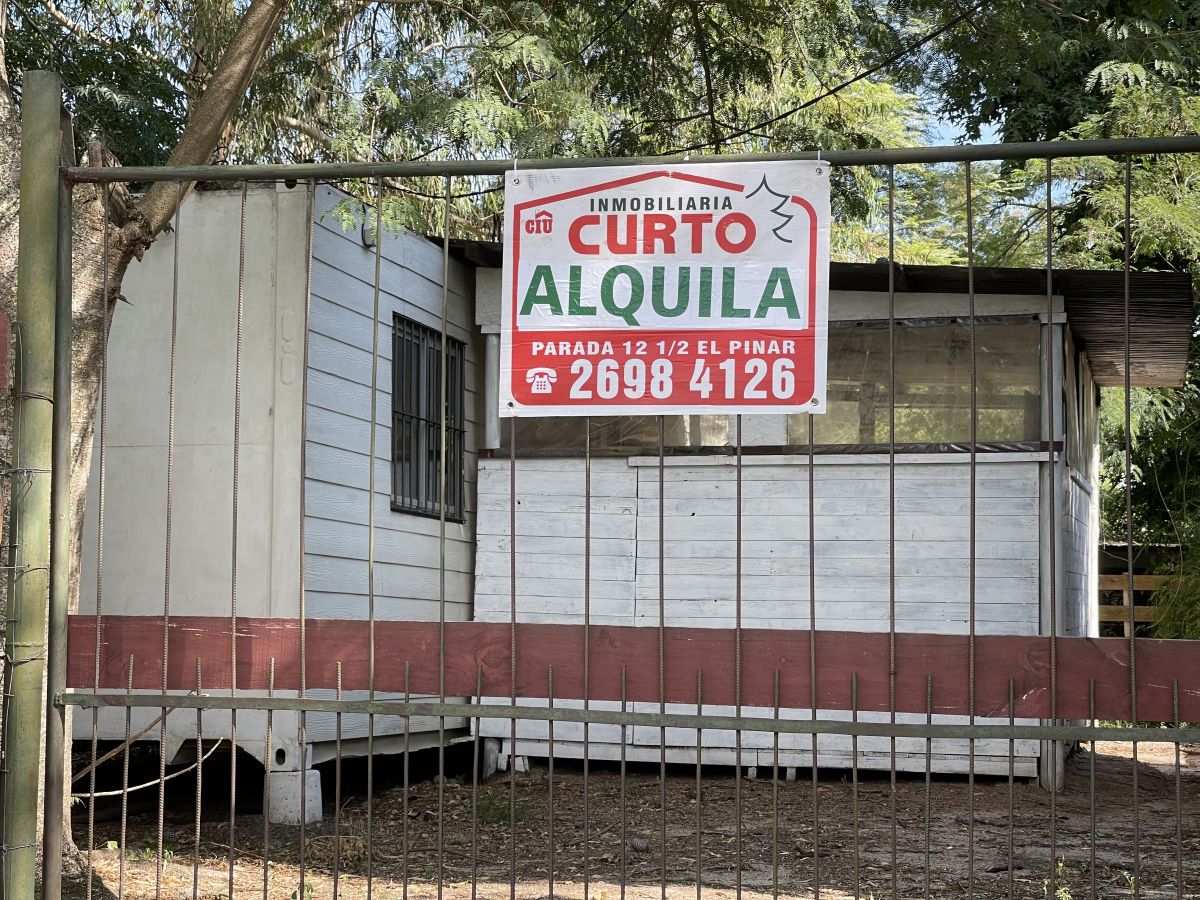 INMOBILIARIA
CIU CURTO
ALQUILA
PARADA 12 1/2 EL PINAR
2698 4126